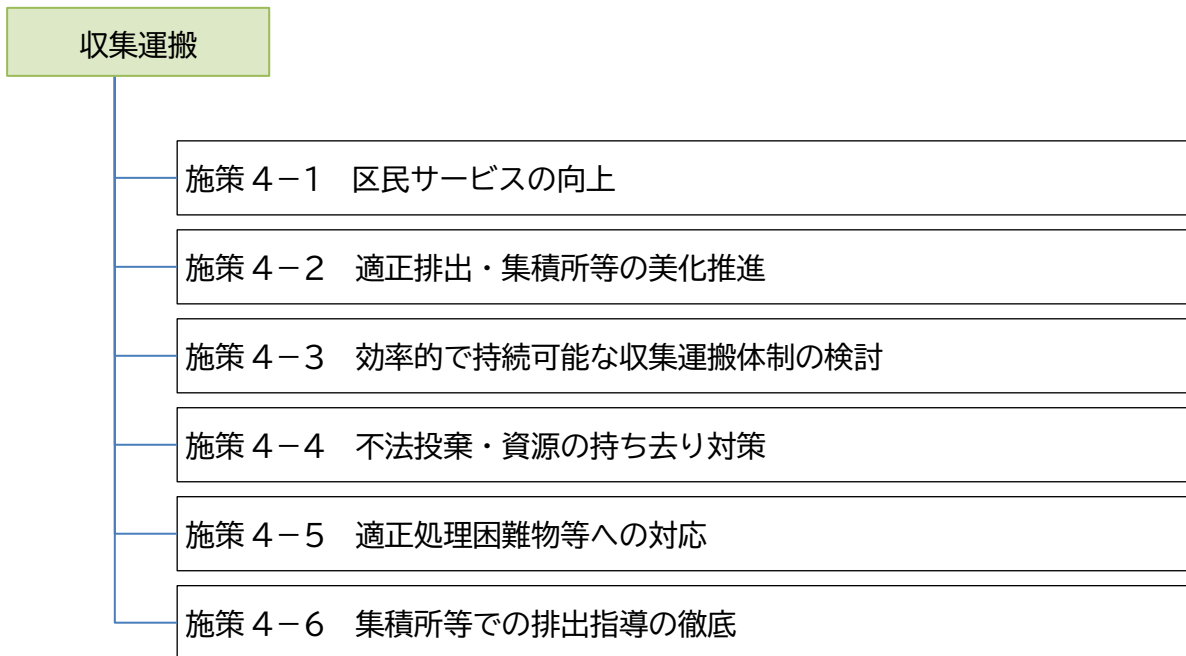 収集運搬
施策4－1　区民サービスの向上
施策4－2　適正排出・集積所等の美化推進
施策4－3　効率的で持続可能な収集運搬体制の検討
施策4－4　不法投棄・資源の持ち去り対策
施策4－5　適正処理困難物等への対応
施策4－6　集積所等での排出指導の徹底